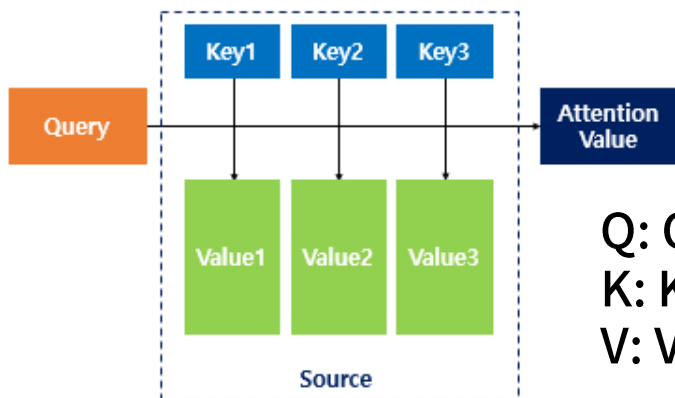 Key1 Key2 Key3
Query
Attention
Value
Value1 Value2 Value3
Source
Q:
K:
V: